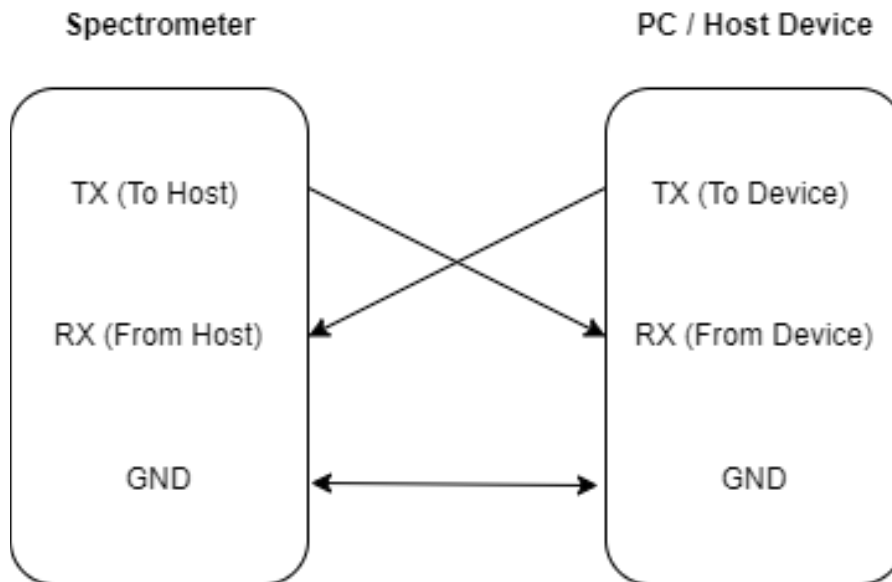 Spectrometer
PC / Host Device
TX (To Host)
TX (To Device)
RX (From Host)
RX (From Device)
GND
GND